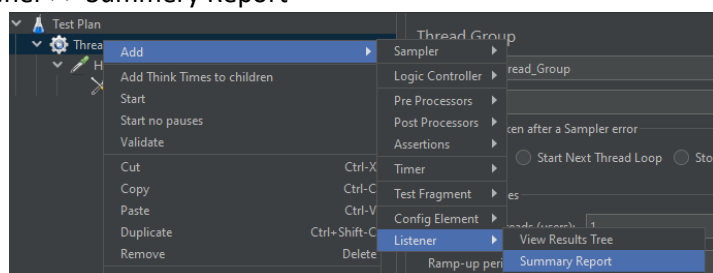 >> Summery Report
Test Plan
Threa
H
Add
Add Think Times to children
Start
Start no pauses
Validate
Cut Ctrl-X
Copy Ctrl-C
Paste Ctrl-V
Duplicate Ctrl+Shift-C
Remove Delete
Sampler
Logic Controller
Pre Processors
Post Processors
Assertions
Timer
Test Fragment
Config Element
Listener
View Results Tree
Summary Report
Thread Group
read_Group
ken after a Sampler error
Start Next Thread Loop Sto
es
reads (users): 1
Ramp-up peri